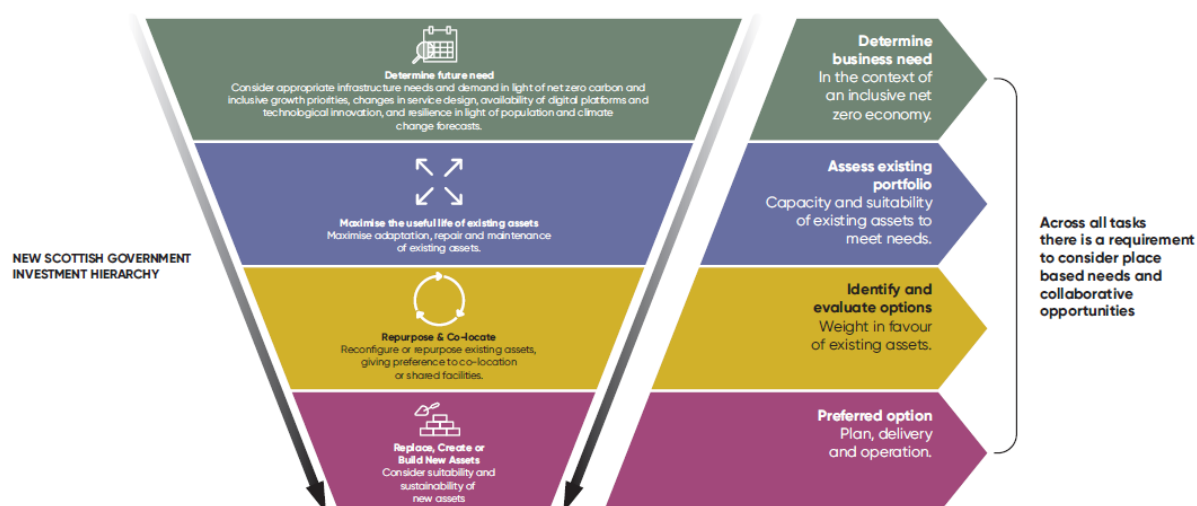 Determine future need
Consider appropriate infrastructure needs and demand in light of net zero carbon and
inclusive growth priorities, changes in service design, availability of digital platforms and
technological innovation, and resilience in light of population and climate
change forecasts.
Determine
business need
In the context of
an inclusive net
zero economy.
Maximise the useful life of existing assets
Maximise adaptation, repair and maintenance
of existing assets.
Assess existing
portfolio
Capacity and suitability
of existing assets to
meet needs.
NEW SCOTTISH GOVERNMENT
INVESTMENT HIERARCHY
Across all tasks
there is a requirement
to consider place
based needs and
collaborative
opportunities
Repurpose & Co-locate
Reconfigure or repurpose existing assets,
giving preference to co-location
or shared facilities.
Identify and
evaluate options
Weight in favour
of existing assets.
Replace, Create or
Build New Assets
Consider suitability and
sustainability of
new assets
Preferred option
Plan, delivery
and operation.